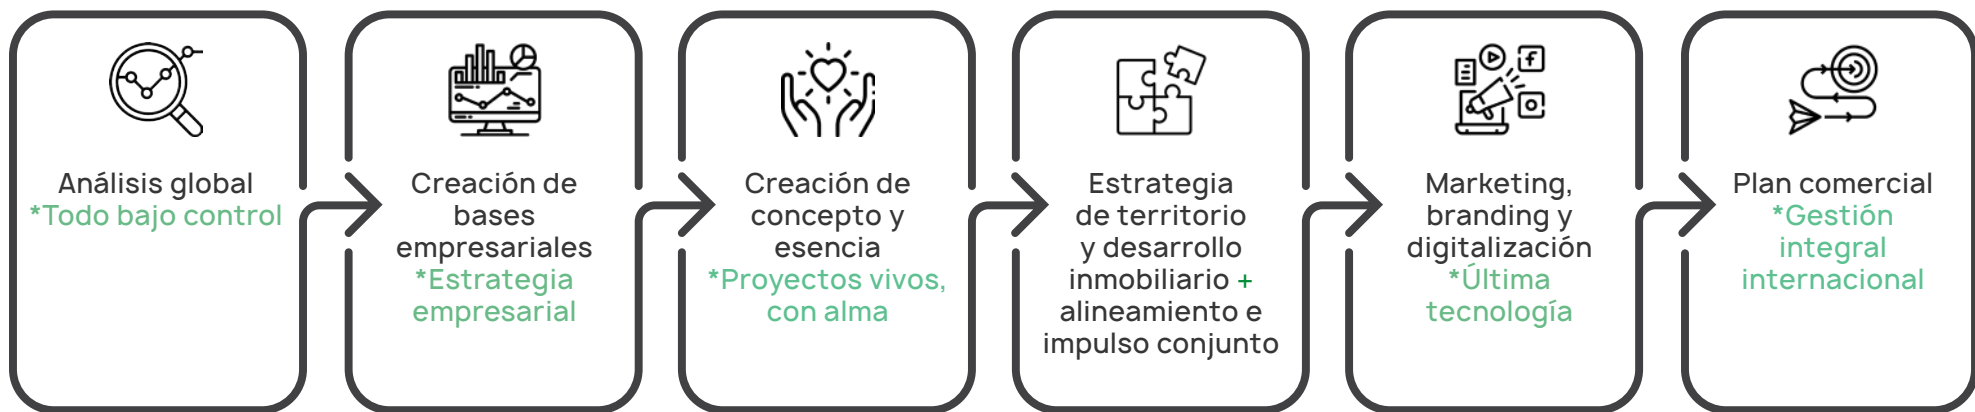 Análisis global
*Todo bajo control
Creación de
bases
empresariales
*Estrategia
empresarial
Creación de
concepto y
esencia
*Proyectos vivos,
con alma
Estrategia
de territorio
y desarrollo
inmobiliario +
alineamiento e
impulso conjunto
Marketing,
branding y
digitalización
*Última
tecnología
Plan comercial
*Gestión
integral
internacional